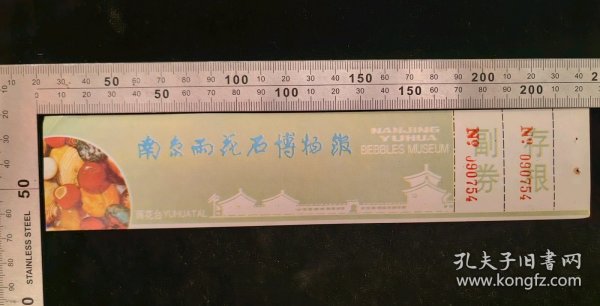 南京雨花石博物馆
NANJING
YUHUA
BEBBLES MUSEUM
雨花台YUHUATAI
副券
№ 090754
存根
№ 090754
STAINLESS STEEL
孔夫子旧书网
www.kongfz.com